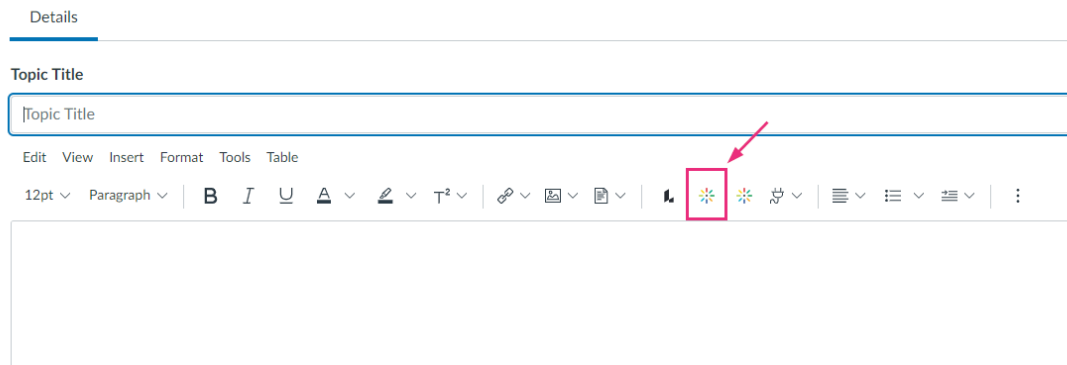 Details
Topic Title
Topic Title
Edit View Insert Format Tools Table
12pt Paragraph B I U A T²